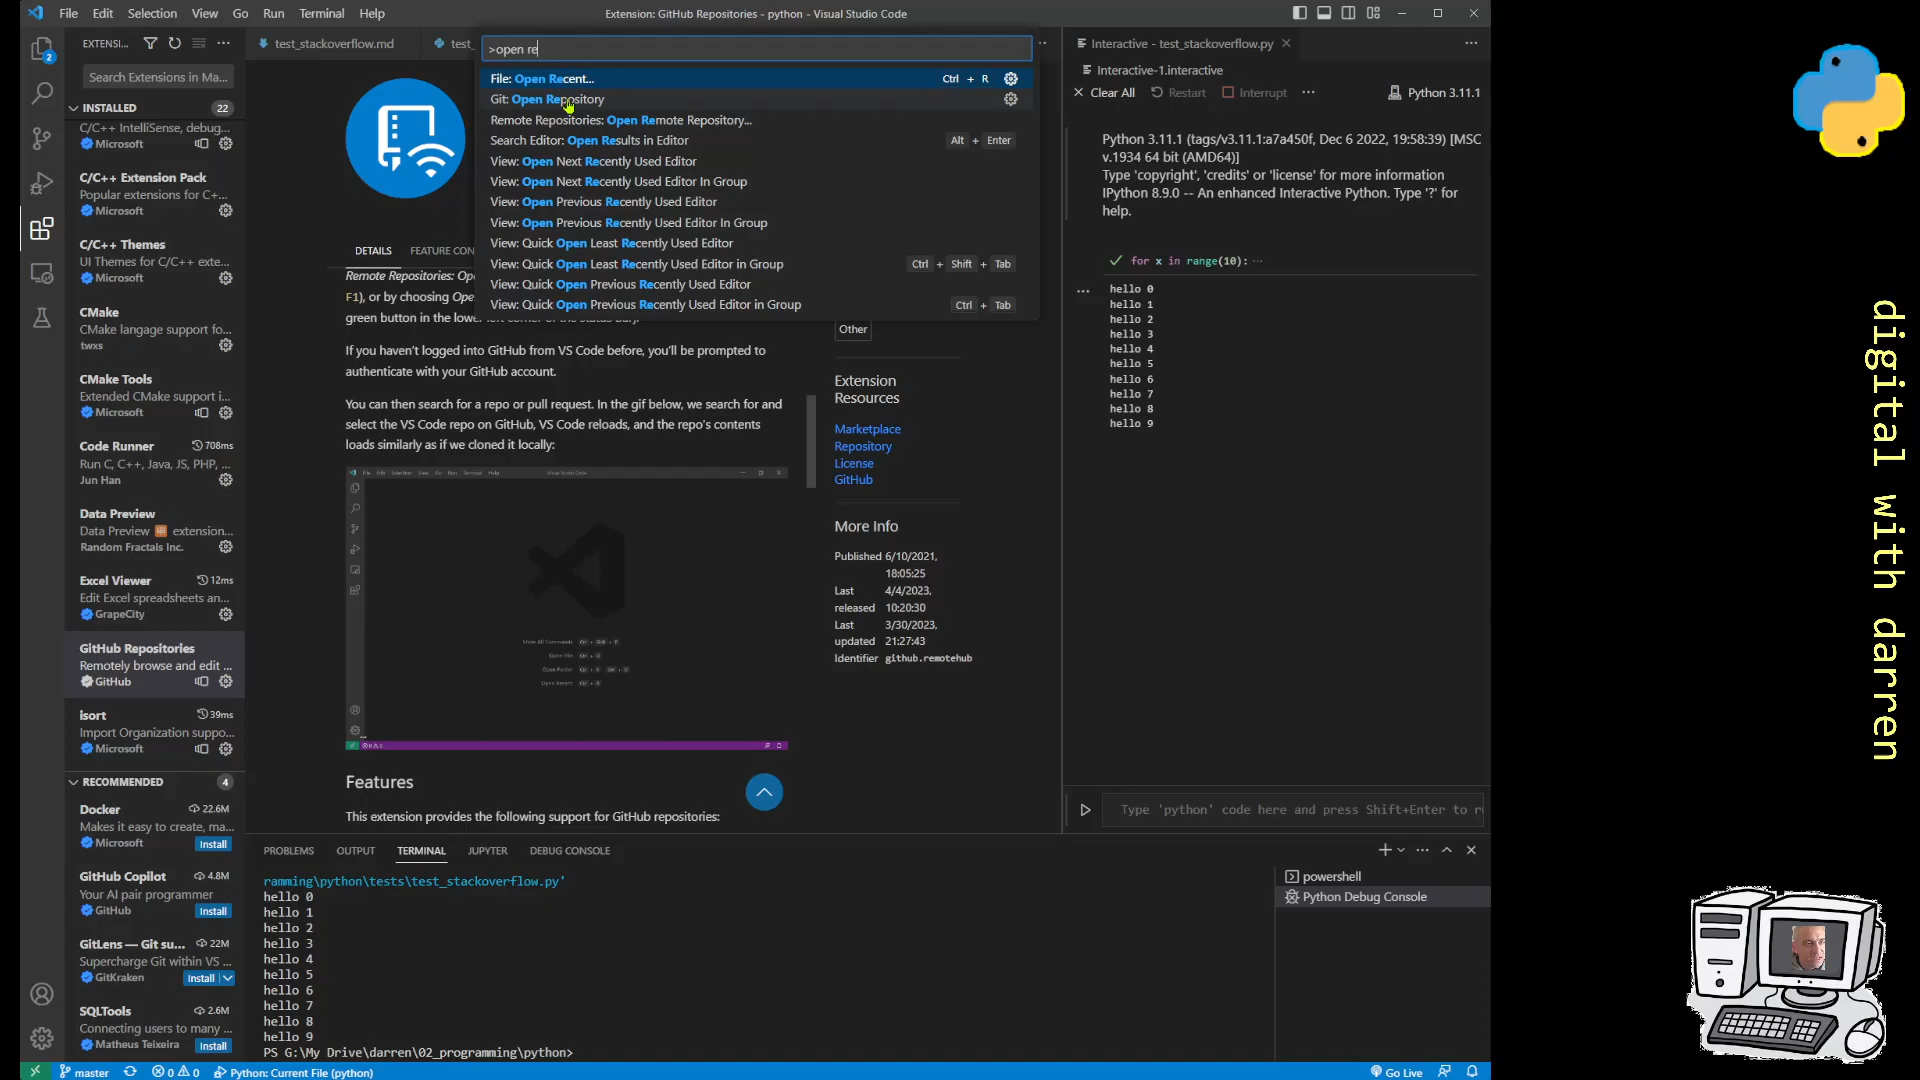 File Edit Selection View Go Run Terminal Help
Extension: GitHub Repositories - python - Visual Studio Code
EXTENSI...
Search Extensions in Ma...
INSTALLED 22
C/C++ IntelliSense, debug...
Microsoft
C/C++ Extension Pack
Popular extensions for C+...
Microsoft
C/C++ Themes
UI Themes for C/C++ exte...
Microsoft
CMake
CMake langage support fo...
twxs
CMake Tools
Extended CMake support i...
Microsoft
Code Runner 708ms
Run C, C++, Java, JS, PHP, ...
Jun Han
Data Preview
Data Preview extension...
Random Fractals Inc.
Excel Viewer 12ms
Edit Excel spreadsheets an...
GrapeCity
GitHub Repositories
Remotely browse and edit ...
GitHub
isort 39ms
Import Organization suppo...
Microsoft
RECOMMENDED 4
Docker 22.6M
Makes it easy to create, ma...
Microsoft Install
GitHub Copilot 4.8M
Your AI pair programmer
GitHub Install
GitLens — Git su... 22M
Supercharge Git within VS ...
GitKraken Install
SQLTools 2.6M
Connecting users to many ...
Matheus Teixeira Install
2
test_stackoverflow.md
test_
>open re
File: Open Recent... Ctrl + R
Git: Open Repository
Remote Repositories: Open Remote Repository...
Search Editor: Open Results in Editor Alt + Enter
View: Open Next Recently Used Editor
View: Open Next Recently Used Editor In Group
View: Open Previous Recently Used Editor
View: Open Previous Recently Used Editor In Group
View: Quick Open Least Recently Used Editor
View: Quick Open Least Recently Used Editor in Group Ctrl + Shift + Tab
View: Quick Open Previous Recently Used Editor
View: Quick Open Previous Recently Used Editor in Group Ctrl + Tab
DETAILS FEATURE CON
Remote Repositories: Ope
F1), or by choosing Ope
green button in the lower left corner of the status bar).
If you haven't logged into GitHub from VS Code before, you'll be prompted to
authenticate with your GitHub account.
You can then search for a repo or pull request. In the gif below, we search for and
select the VS Code repo on GitHub, VS Code reloads, and the repo's contents
loads similarly as if we cloned it locally:
Features
This extension provides the following support for GitHub repositories:
Other
Extension
Resources
Marketplace
Repository
License
GitHub
More Info
Published 6/10/2021,
18:05:25
Last 4/4/2023,
released 10:20:30
Last 3/30/2023,
updated 21:27:43
Identifier github.remotehub
Interactive - test_stackoverflow.py
Interactive-1.interactive
Clear All Restart Interrupt Python 3.11.1
Python 3.11.1 (tags/v3.11.1:a7a450f, Dec 6 2022, 19:58:39) [MSC
v.1934 64 bit (AMD64)]
Type 'copyright', 'credits' or 'license' for more information
IPython 8.9.0 -- An enhanced Interactive Python. Type '?' for
help.
for x in range(10): ...
hello 0
hello 1
hello 2
hello 3
hello 4
hello 5
hello 6
hello 7
hello 8
hello 9
Type 'python' code here and press Shift+Enter to r
PROBLEMS OUTPUT TERMINAL JUPYTER DEBUG CONSOLE
ramming\python\tests\test_stackoverflow.py'
hello 0
hello 1
hello 2
hello 3
hello 4
hello 5
hello 6
hello 7
hello 8
hello 9
PS G:\My Drive\darren\02_programming\python>
powershell
Python Debug Console
master 0 0 Python: Current File (python) Go Live
digital with darren